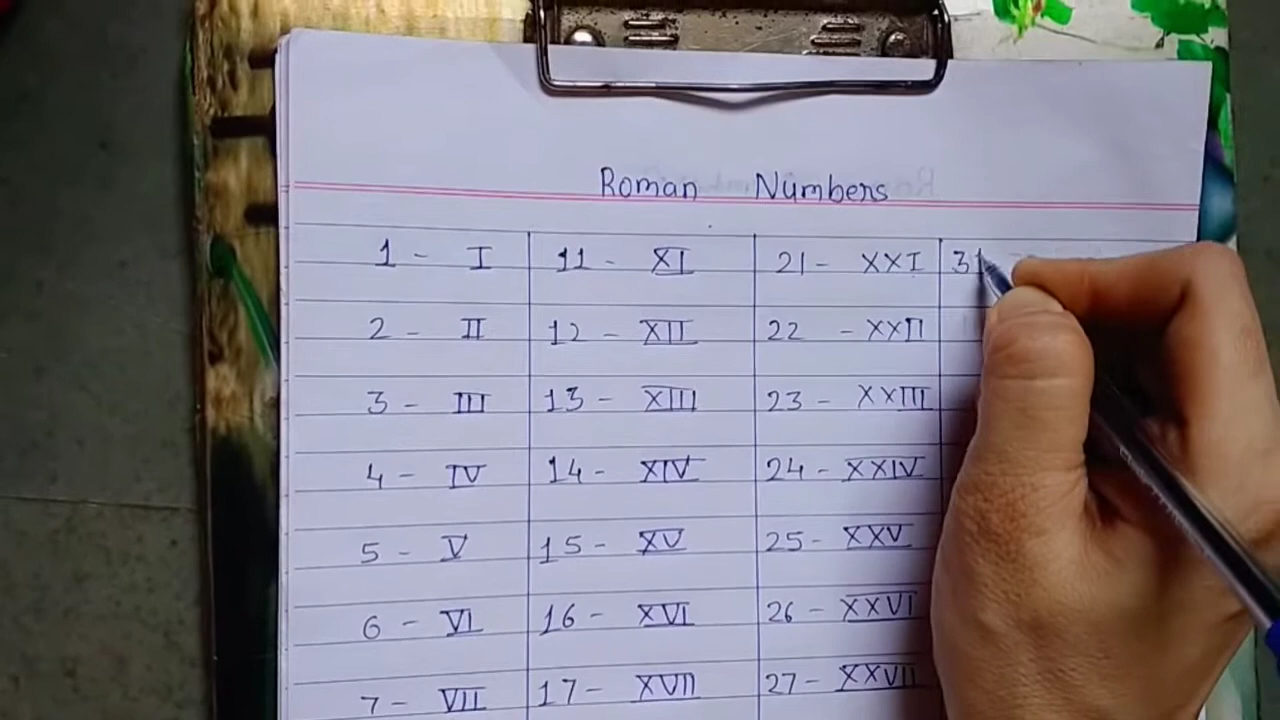 Roman Numbers
1 - I 11 - XI 21 - XXI 31
2 - II 12 - XII 22 - XXII
3 - III 13 - XIII 23 - XXIII
4 - IV 14 - XIV 24 - XXIV
5 - V 15 - XV 25 - XXV
6 - VI 16 - XVI 26 - XXVI
7 - VII 17 - XVII 27 - XXVII